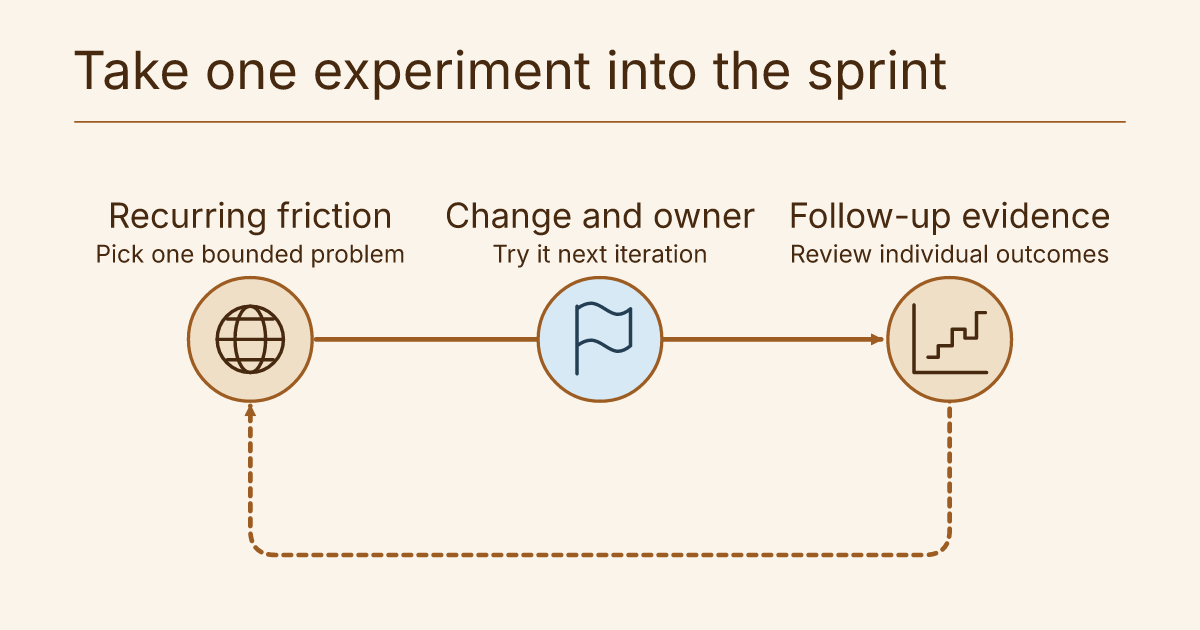 Take one experiment into the sprint
Recurring friction
Pick one bounded problem
Change and owner
Try it next iteration
Follow-up evidence
Review individual outcomes